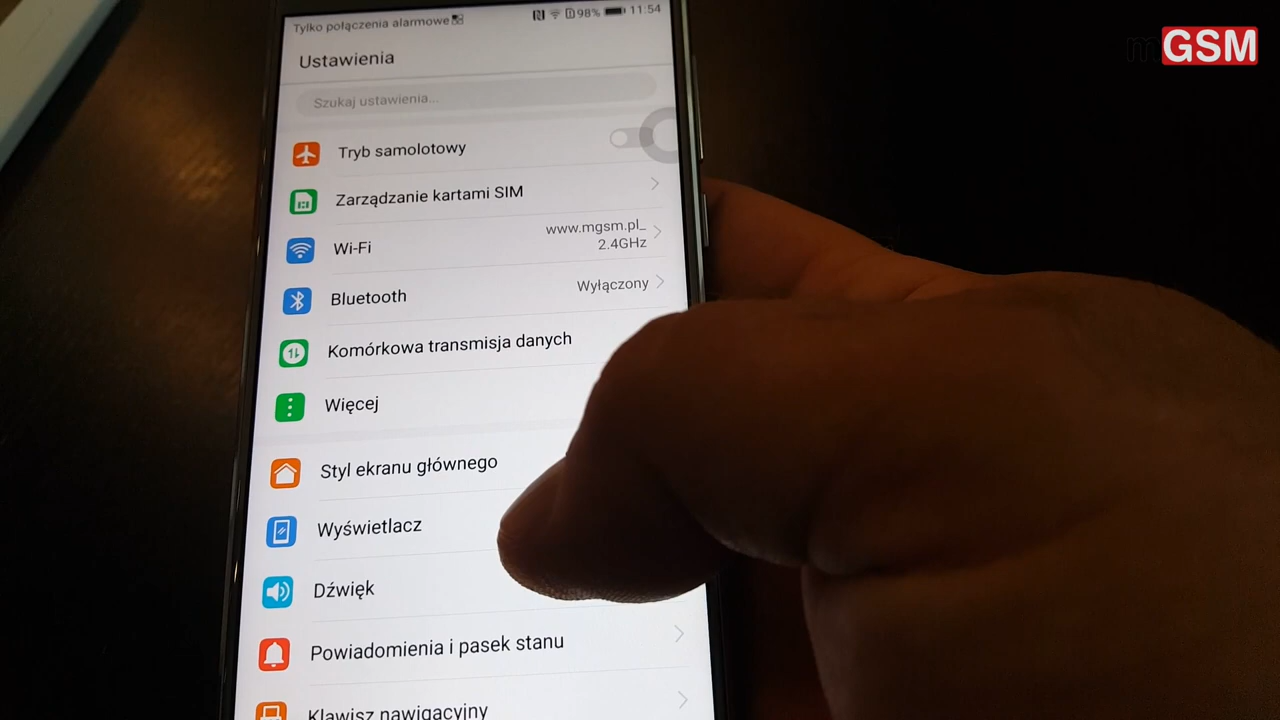 Tylko połączenia alarmowe
98% 11:54
mGSM
Ustawienia
Szukaj ustawienia...
Tryb samolotowy
Zarządzanie kartami SIM
Wi-Fi
www.mgsm.pl_
2.4GHz
Bluetooth
Wyłączony
Komórkowa transmisja danych
Więcej
Styl ekranu głównego
Wyświetlacz
Dźwięk
Powiadomienia i pasek stanu
Klawisz nawigacyjny